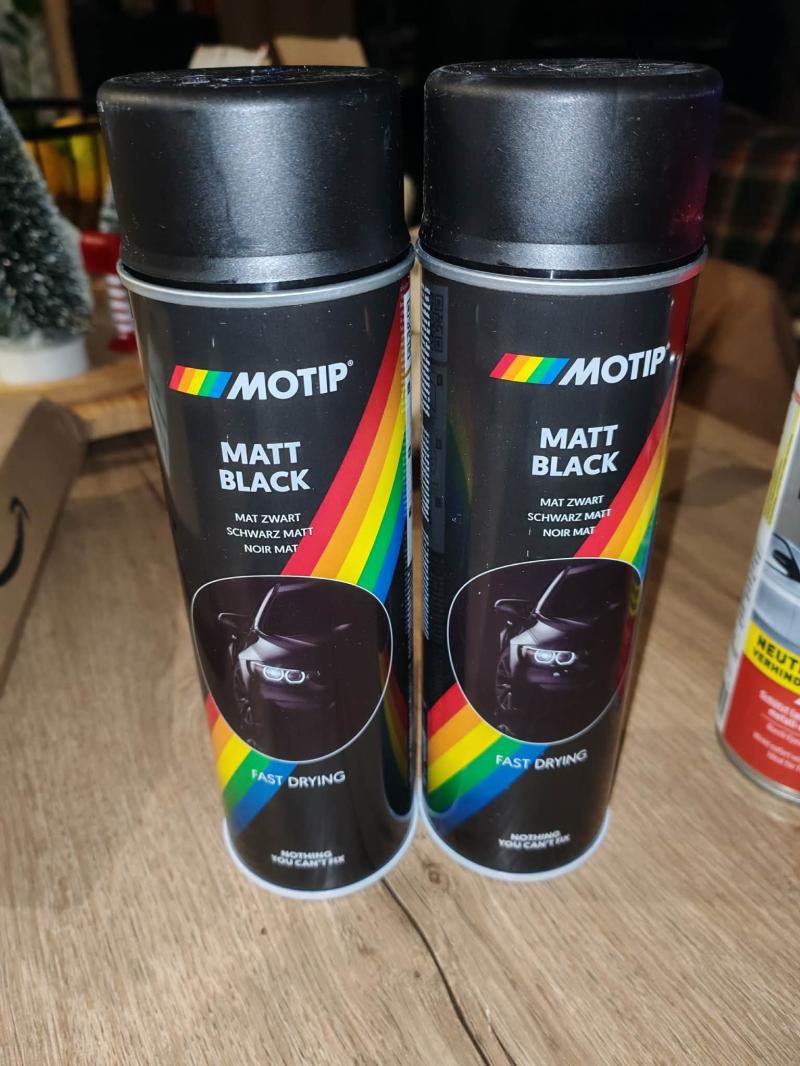 MOTIP®
MATT
BLACK
MAT ZWART
SCHWARZ MATT
NOIR MAT
FAST DRYING
NOTHING
YOU CAN'T FIX
MOTIP
MATT
BLACK
MAT ZWART
SCHWARZ MATT
NOIR MAT
FAST DRYING
NOTHING
YOU CAN'T FIX